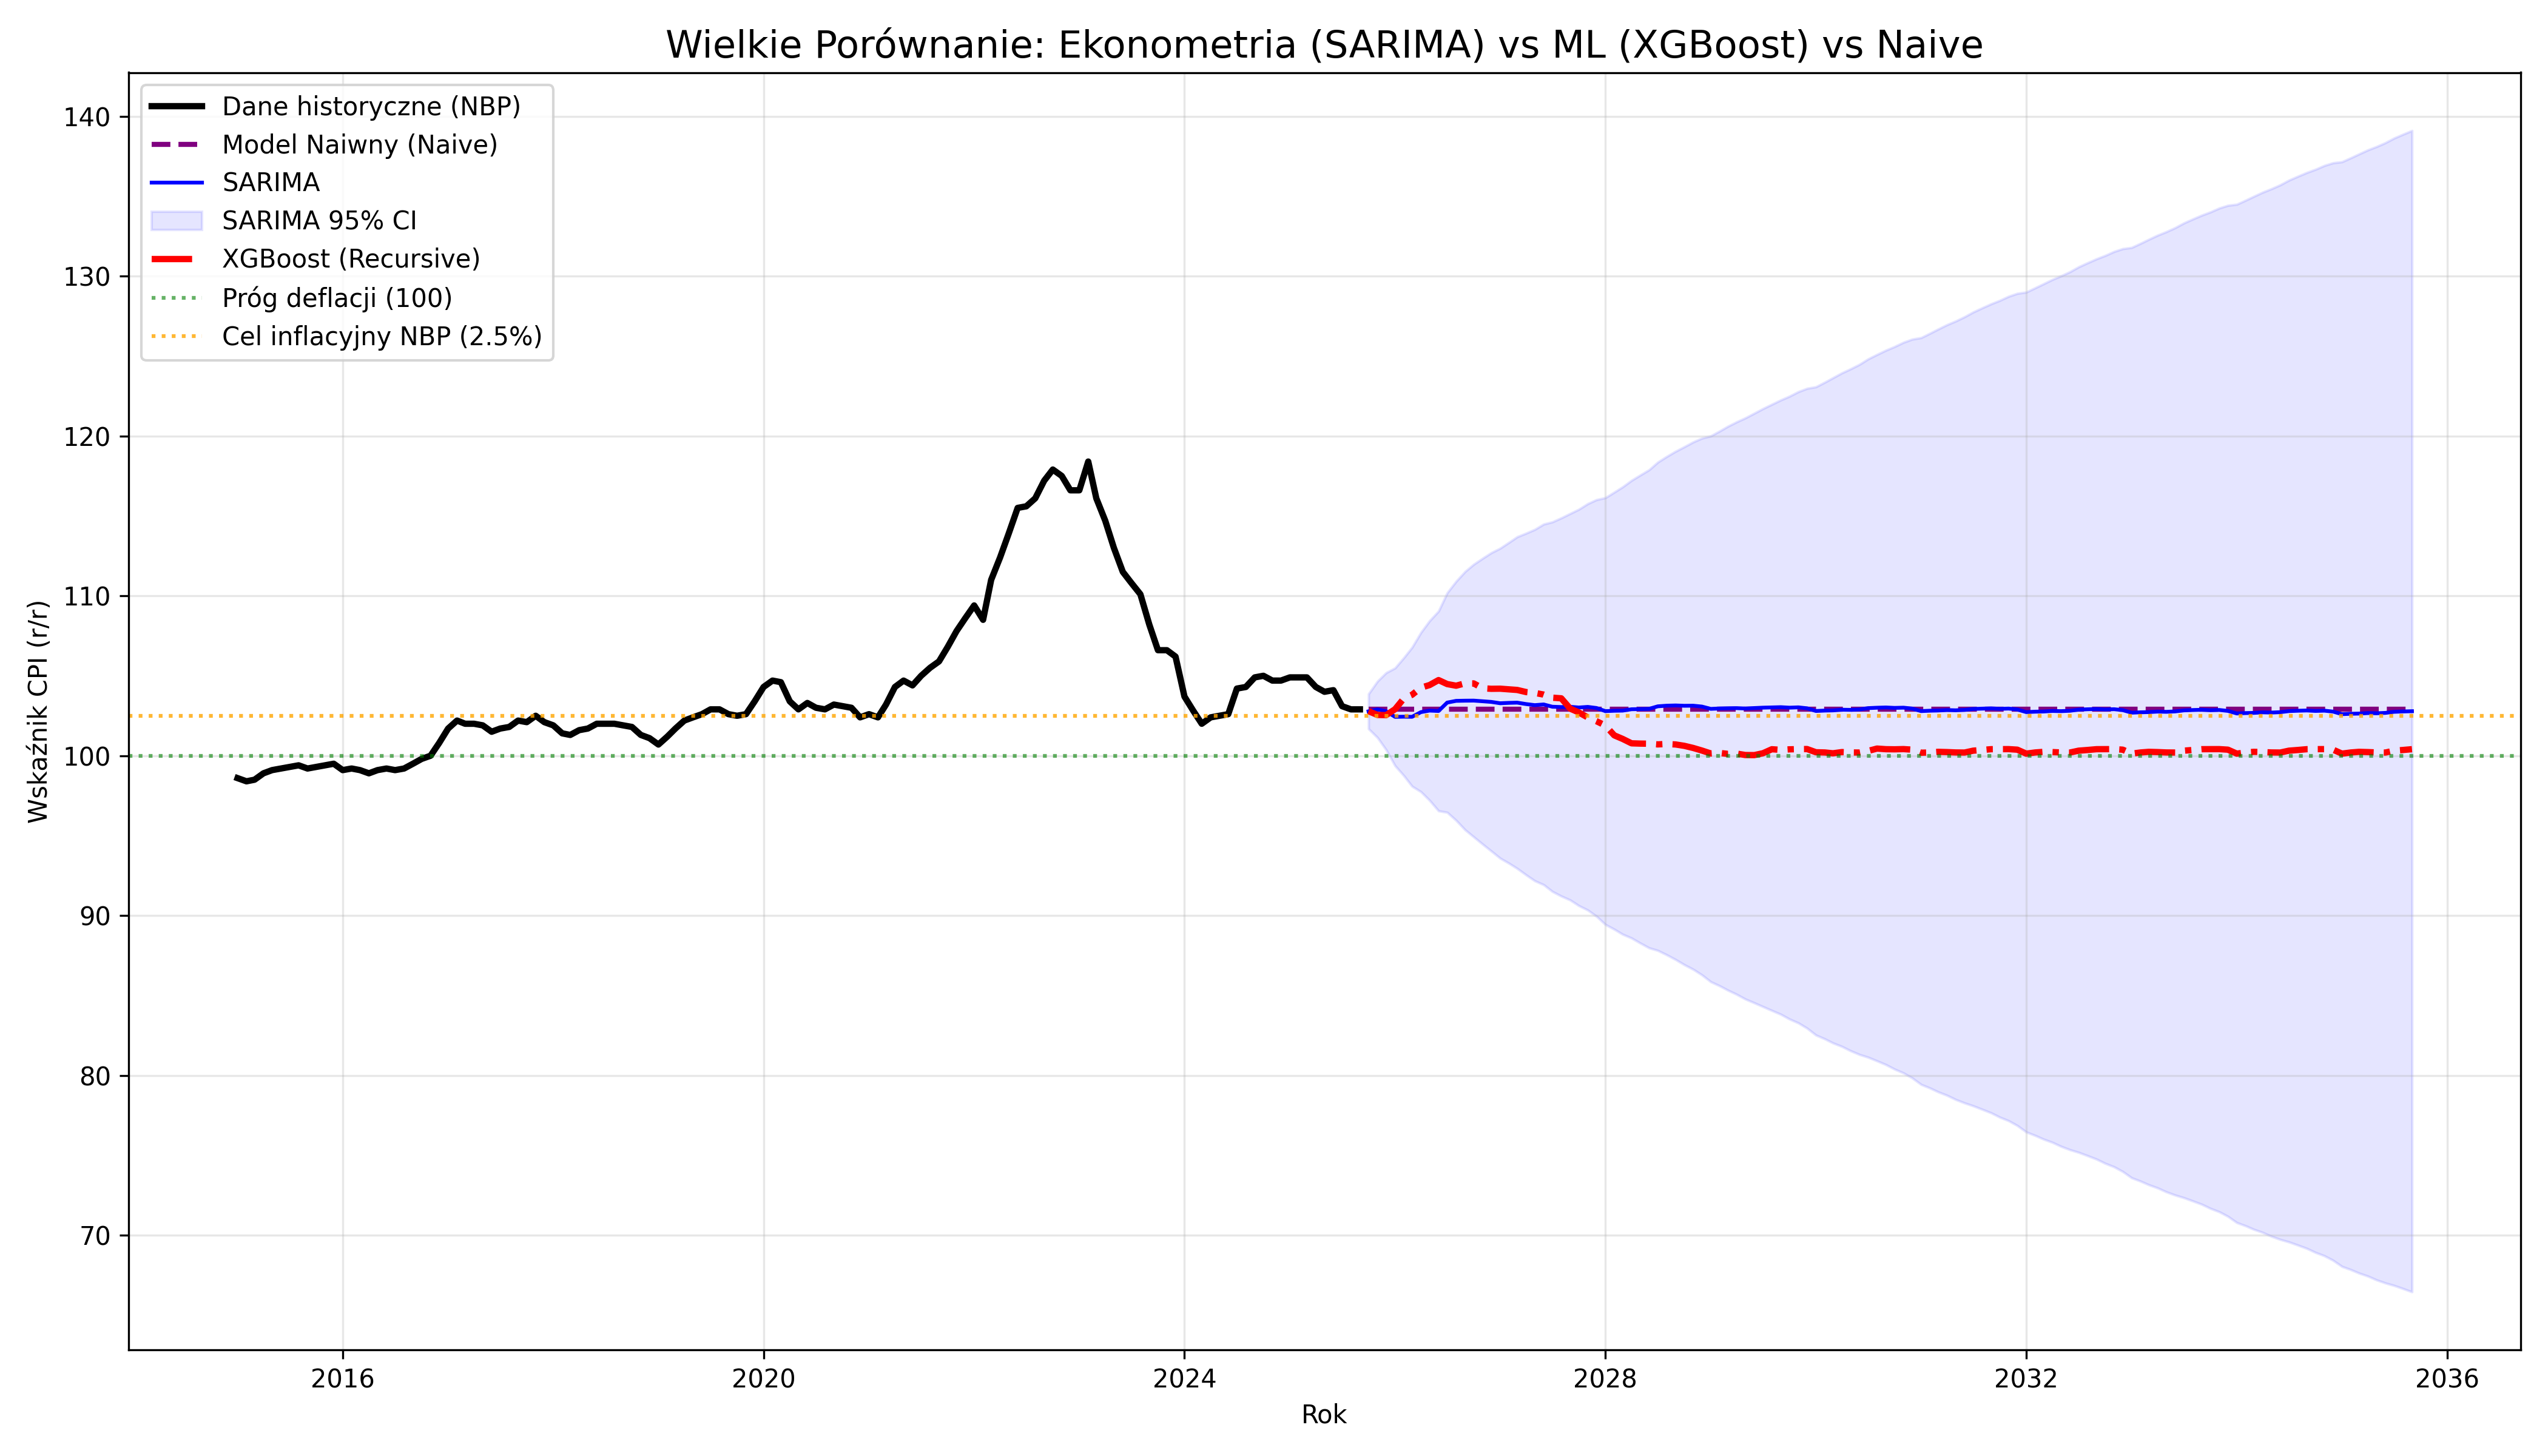 Wielkie Porównanie: Ekonometria (SARIMA) vs ML (XGBoost) vs Naive
Dane historyczne (NBP)
Model Naiwny (Naive)
SARIMA
SARIMA 95% CI
XGBoost (Recursive)
Próg deflacji (100)
Cel inflacyjny NBP (2.5%)
Wskaźnik CPI (r/r)
140
130
120
110
100
90
80
70
2016
2020
2024
2028
2032
2036
Rok